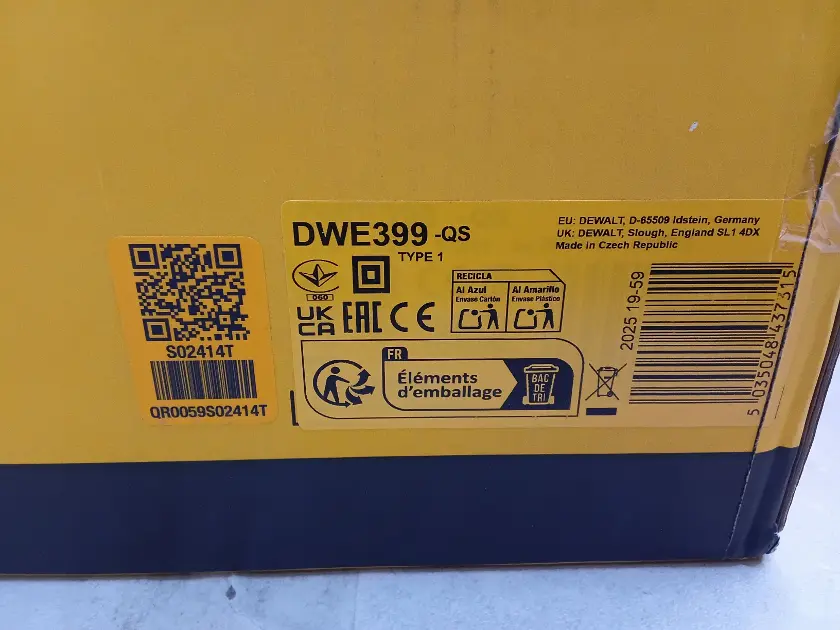 DWE399 -QS
TYPE 1
EU: DEWALT, D-65509 Idstein, Germany
UK: DEWALT, Slough, England SL1 4DX
Made in Czech Republic
060
UK
CA
EAC
CE
RECICLA
Al Azul
Envase Cartón
Al Amarillo
Envase Plástico
FR
Éléments
d'emballage
BAC
DE
TRI
2025 19-59
5 035048 437315
S02414T
QR0059S02414T